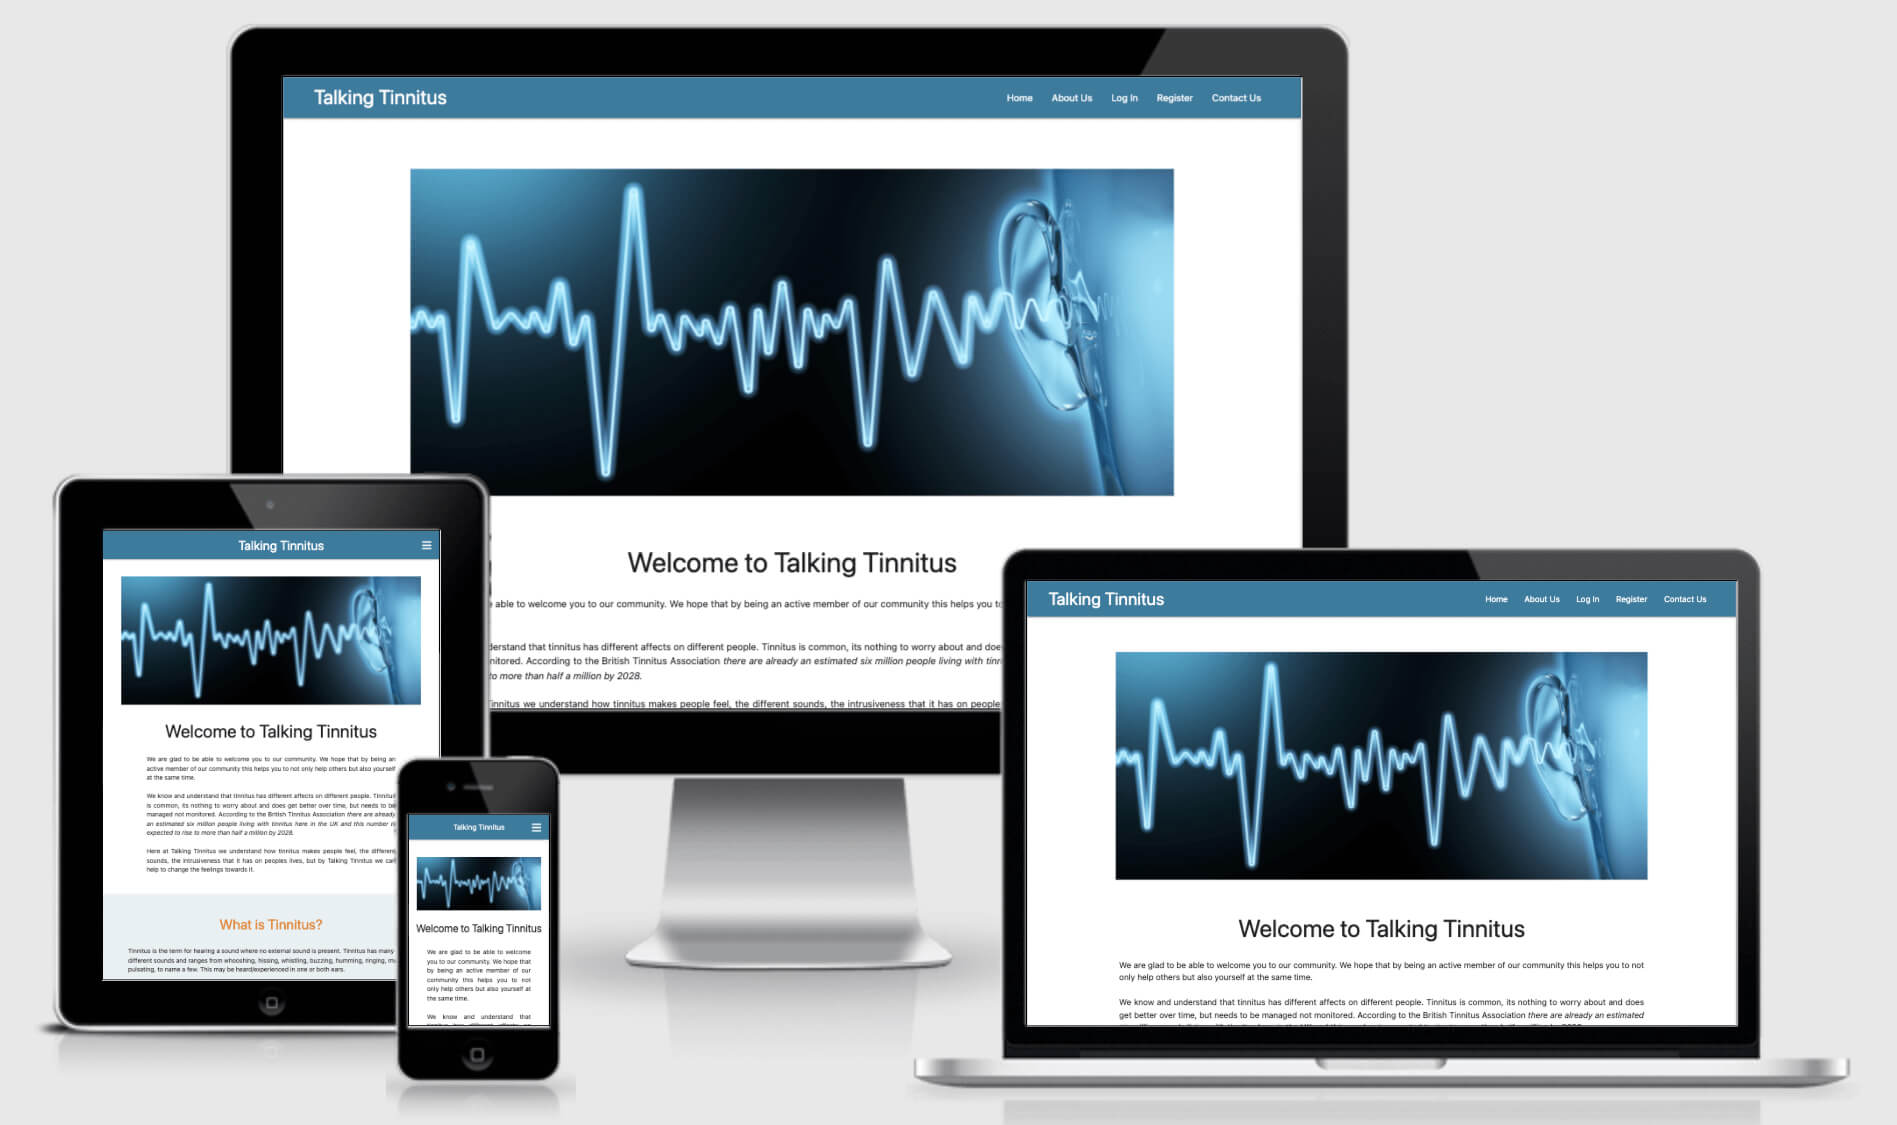 Talking Tinnitus
Home About Us Log In Register Contact Us
Welcome to Talking Tinnitus
able to welcome you to our community. We hope that by being an active member of our community this helps you to
understand that tinnitus has different affects on different people. Tinnitus is common, its nothing to worry about and does
According to the British Tinnitus Association there are already an estimated six million people living with
to more than half a million by 2028.
Tinnitus we understand how tinnitus makes people feel, the different sounds, the intrusiveness that it has on people
Talking Tinnitus
Welcome to Talking Tinnitus
We are glad to be able to welcome you to our community. We hope that by being an
active member of our community this helps you to not only help others but also yourself
at the same time.
We know and understand that tinnitus has different affects on different people. Tinnitus
is common, its nothing to worry about and does get better over time, but needs to be
managed not monitored. According to the British Tinnitus Association there are already
an estimated six million people living with tinnitus here in the UK and this number is
expected to rise to more than half a million by 2028.
Here at Talking Tinnitus we understand how tinnitus makes people feel, the different
sounds, the intrusiveness that it has on peoples lives, but by Talking Tinnitus we can
help to change the feelings towards it.
What is Tinnitus?
Tinnitus is the term for hearing a sound where no external sound is present. Tinnitus has many
different sounds and ranges from whooshing, hissing, whistling, buzzing, humming, ringing,
pulsating, to name a few. This may be heard/experienced in one or both ears.
Talking Tinnitus
Welcome to Talking Tinnitus
We are glad to be able to welcome
you to our community. We hope that
by being an active member of our
community this helps you to not
only help others but also yourself at
the same time.
We know and understand that
Talking Tinnitus
Home About Us Log In Register Contact Us
Welcome to Talking Tinnitus
We are glad to be able to welcome you to our community. We hope that by being an active member of our community this helps you to not
only help others but also yourself at the same time.
We know and understand that tinnitus has different affects on different people. Tinnitus is common, its nothing to worry about and does
get better over time, but needs to be managed not monitored. According to the British Tinnitus Association there are already an estimated